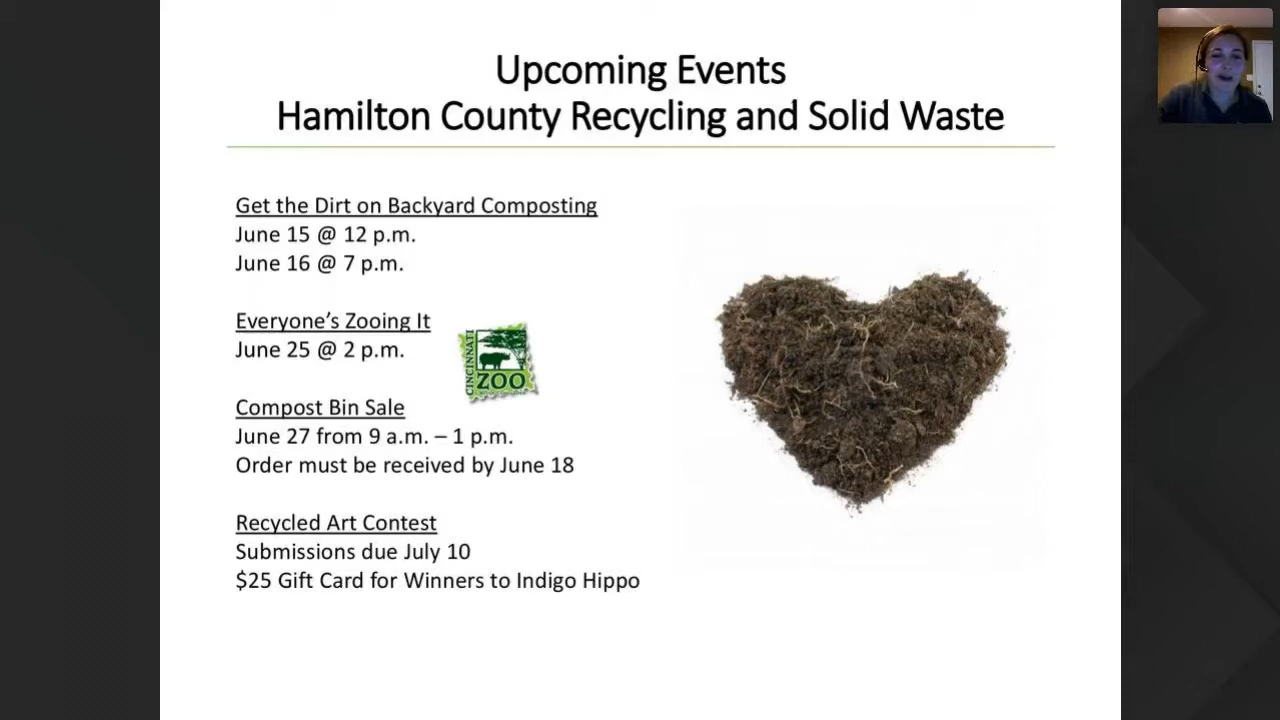 Upcoming Events
Hamilton County Recycling and Solid Waste
Get the Dirt on Backyard Composting
June 15 @ 12 p.m.
June 16 @ 7 p.m.
Everyone's Zooing It
June 25 @ 2 p.m.
CINCINNATI
ZOO
Compost Bin Sale
June 27 from 9 a.m. – 1 p.m.
Order must be received by June 18
Recycled Art Contest
Submissions due July 10
$25 Gift Card for Winners to Indigo Hippo